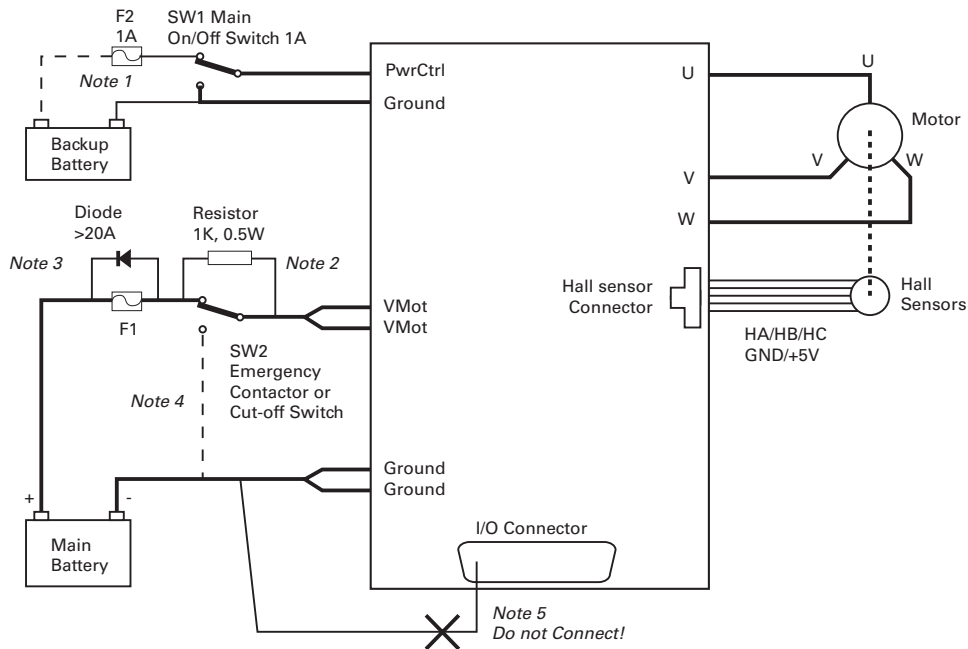 F2
1A
SW1 Main
On/Off Switch 1A
Note 1
Backup
Battery
PwrCtrl
Ground
U
U
Motor
V
W
V
W
Diode
>20A
Resistor
1K, 0.5W
Note 3
Note 2
F1
VMot
VMot
Hall sensor
Connector
Hall
Sensors
HA/HB/HC
GND/+5V
SW2
Emergency
Contactor or
Cut-off Switch
Note 4
Ground
Ground
+
-
Main
Battery
I/O Connector
Note 5
Do not Connect!